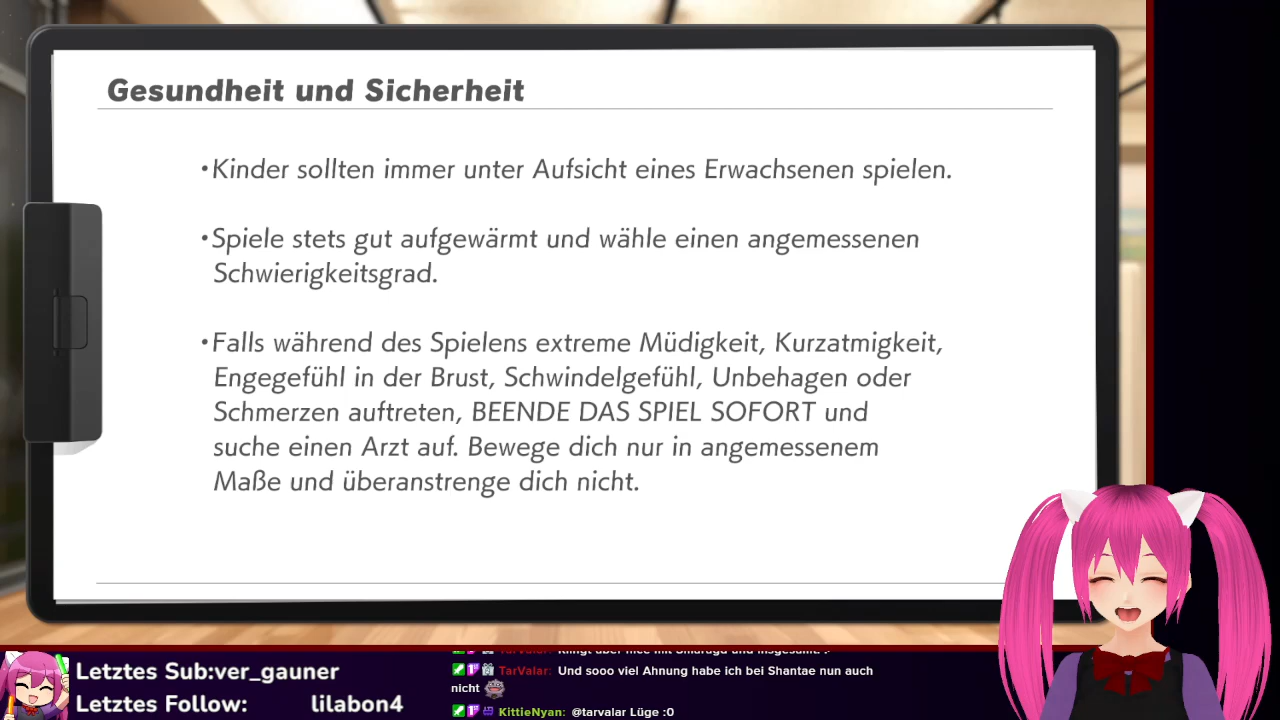 Gesundheit und Sicherheit
•Kinder sollten immer unter Aufsicht eines Erwachsenen spielen.
•Spiele stets gut aufgewärmt und wähle einen angemessenen
Schwierigkeitsgrad.
•Falls während des Spielens extreme Müdigkeit, Kurzatmigkeit,
Engegefühl in der Brust, Schwindelgefühl, Unbehagen oder
Schmerzen auftreten, BEENDE DAS SPIEL SOFORT und
suche einen Arzt auf. Bewege dich nur in angemessenem
Maße und überanstrenge dich nicht.
Letztes Sub:ver_gauner
Letztes Follow: lilabon4
TarValar: Und sooo viel Ahnung habe ich bei Shantae nun auch
nicht
KittieNyan: @tarvalar Lüge :0